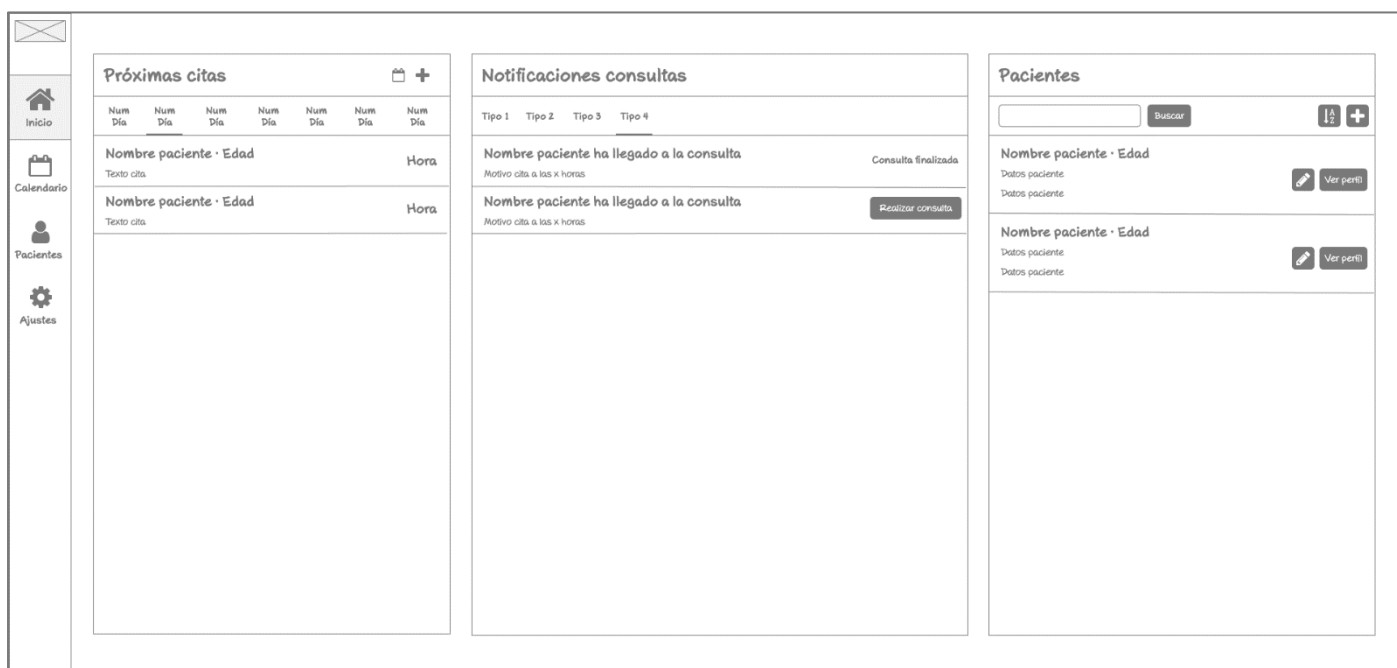 Inicio
Calendario
Pacientes
Ajustes
Próximas citas
Num Num Num Num Num Num Num
Día Día Día Día Día Día Día
Nombre paciente · Edad
Hora
Texto cita
Nombre paciente · Edad
Hora
Texto cita
Notificaciones consultas
Tipo 1 Tipo 2 Tipo 3 Tipo 4
Nombre paciente ha llegado a la consulta
Consulta finalizada
Motivo cita a las x horas
Nombre paciente ha llegado a la consulta
Realizar consulta
Motivo cita a las x horas
Pacientes
Buscar
Nombre paciente · Edad
Datos paciente
Ver perfil
Datos paciente
Nombre paciente · Edad
Datos paciente
Ver perfil
Datos paciente